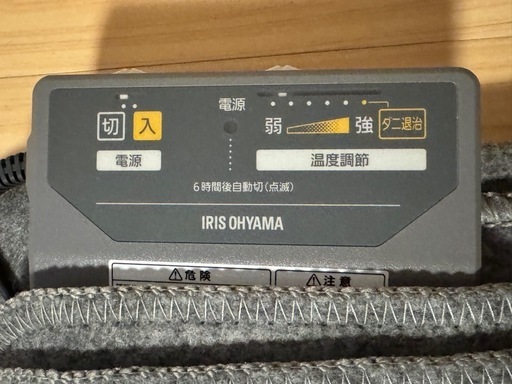 電源
切 入
弱 強 ダニ退治
電源
温度調節
6時間後自動切(点滅)
IRIS OHYAMA
危険
注意